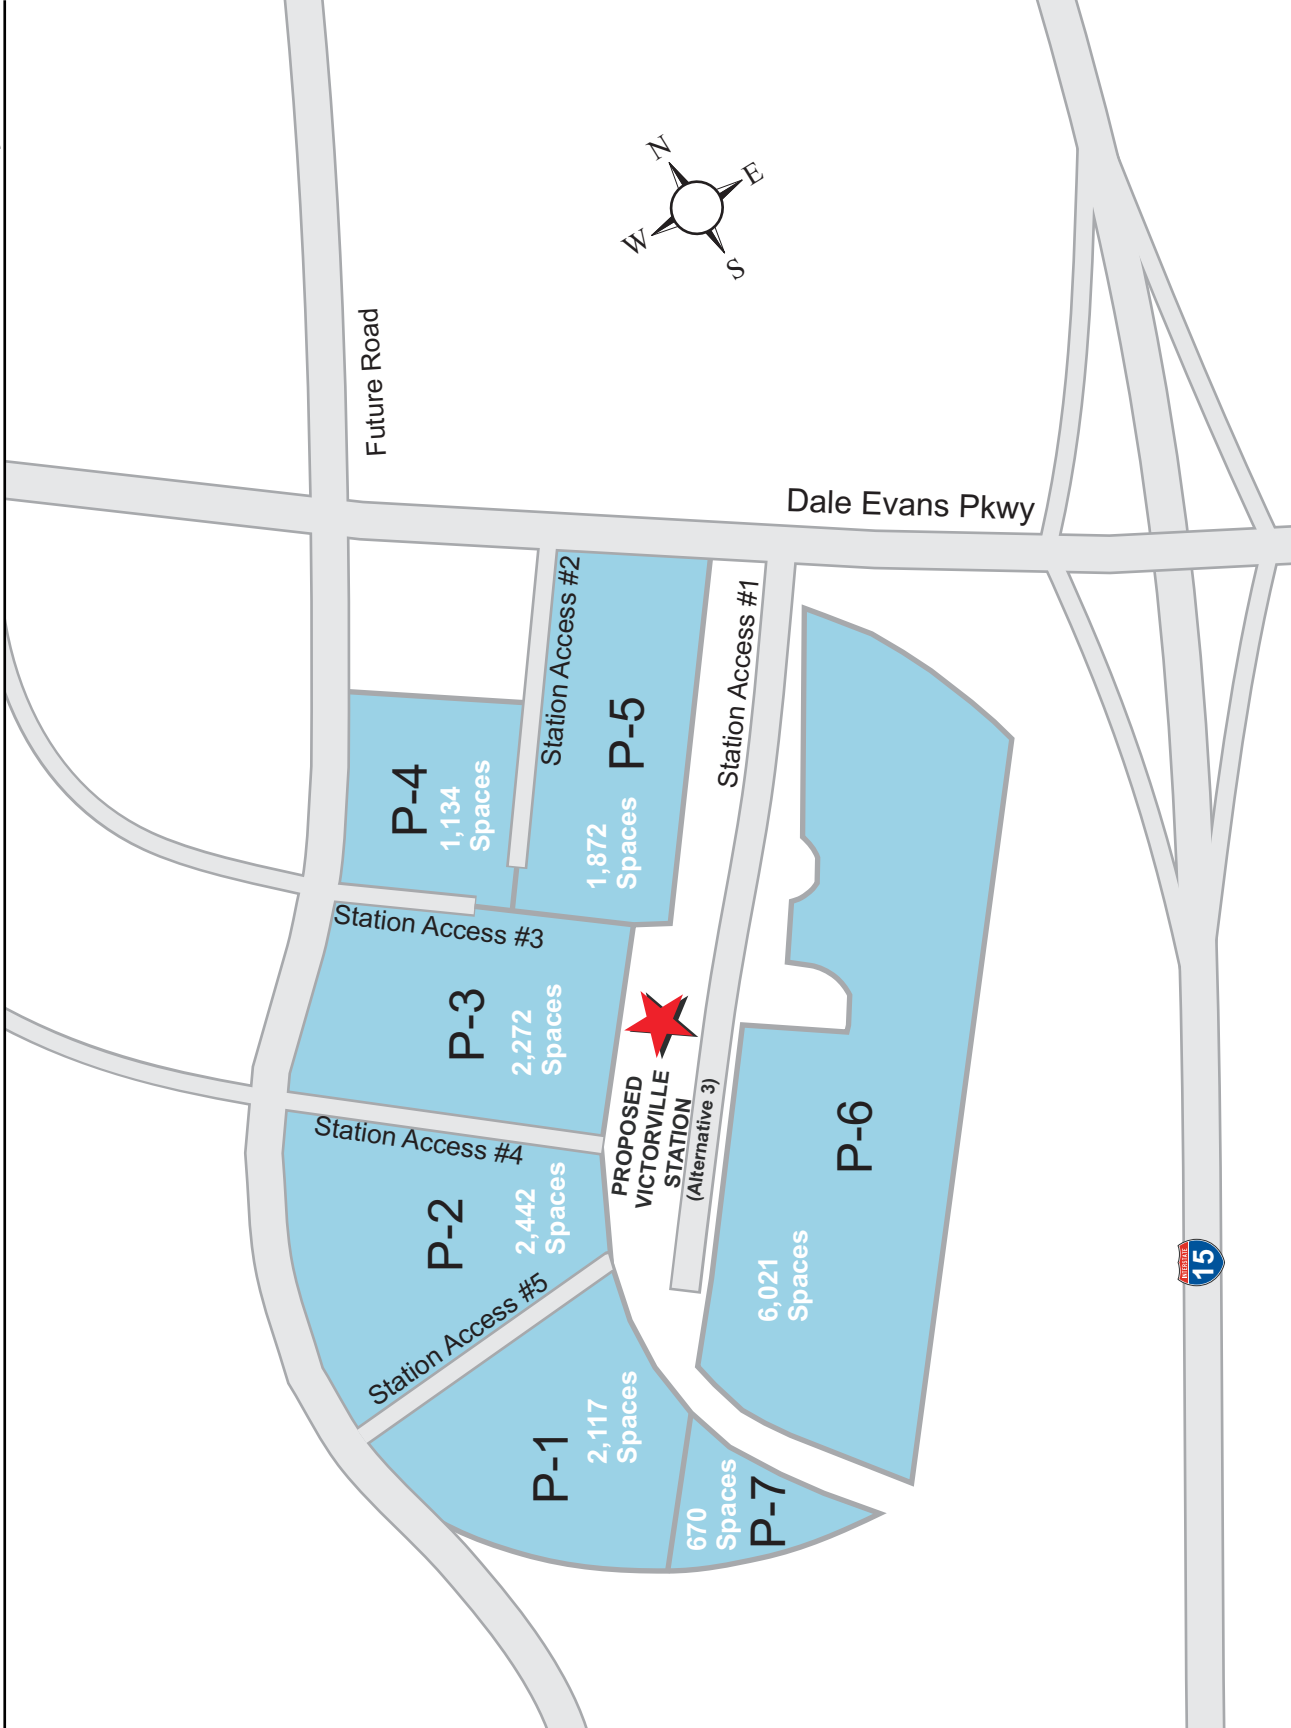 Future Road
Dale Evans Pkwy
N
E
S
W
Station Access #2
Station Access #1
P-4
1,134
Spaces
P-5
1,872
Spaces
Station Access #3
P-3
2,272
Spaces
PROPOSED
VICTORVILLE
STATION
(Alternative 3)
Station Access #4
P-2
2,442
Spaces
Station Access #5
P-6
6,021
Spaces
P-1
2,117
Spaces
670
Spaces
P-7
INTERSTATE
15